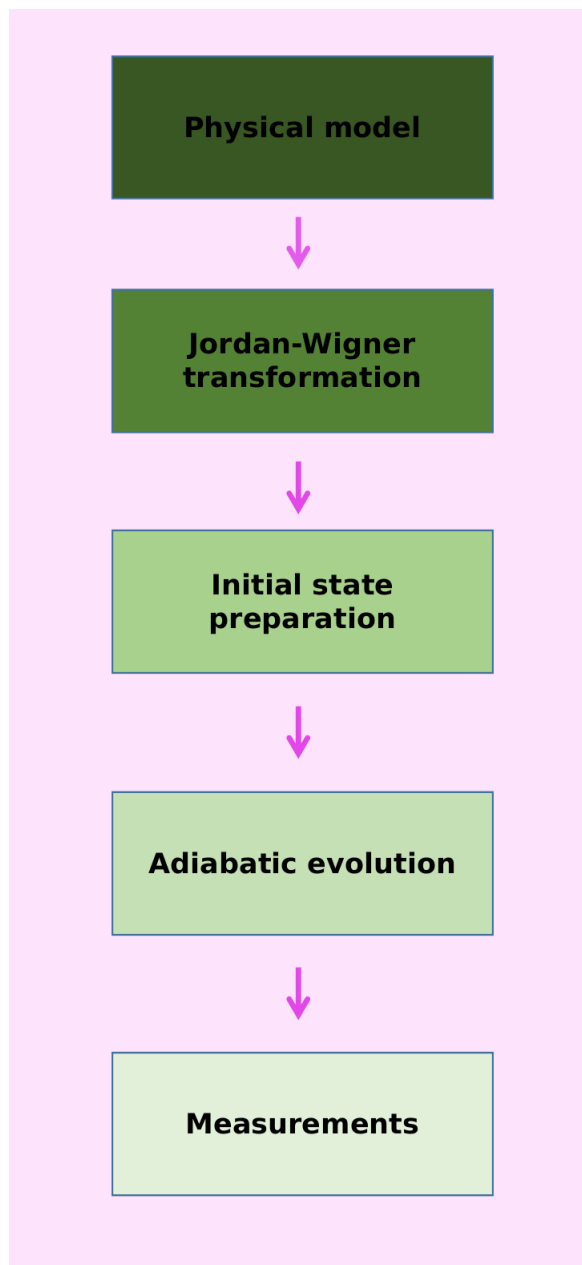 Physical model
Jordan-Wigner
transformation
Initial state
preparation
Adiabatic evolution
Measurements